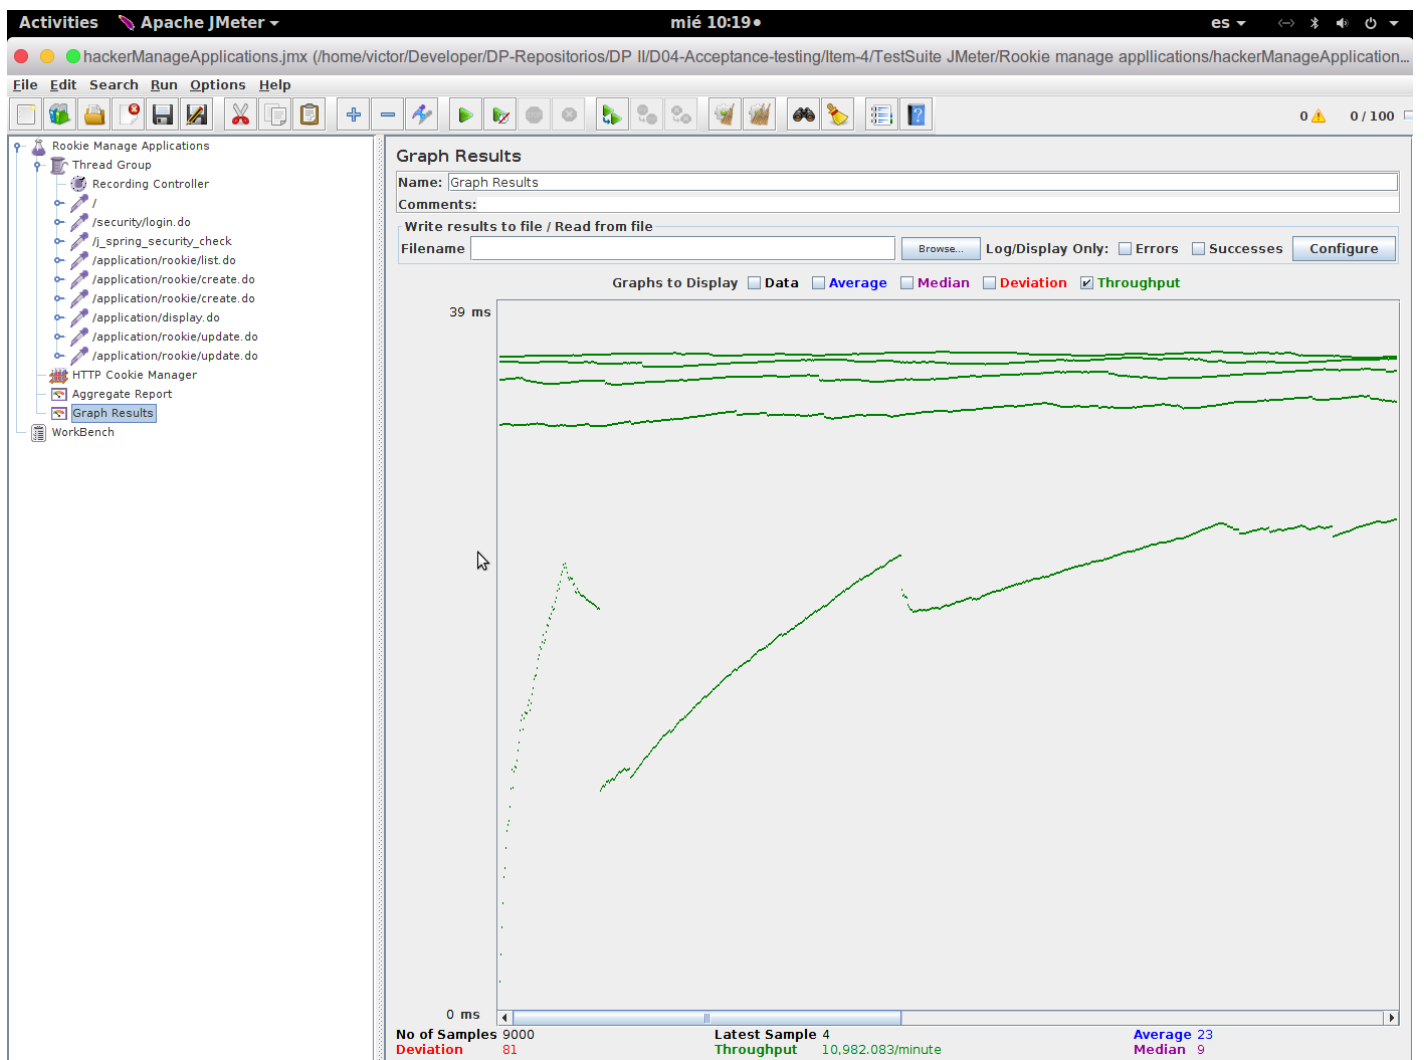 Activities Apache JMeter mié 10:19 es
hackerManageApplications.jmx (/home/victor/Developer/DP-Repositorios/DP II/D04-Acceptance-testing/Item-4/TestSuite JMeter/Rookie manage appllications/hackerManageApplication...
File Edit Search Run Options Help
0 0 / 100
Rookie Manage Applications
Thread Group
Recording Controller
/
/security/login.do
/j_spring_security_check
/application/rookie/list.do
/application/rookie/create.do
/application/rookie/create.do
/application/display.do
/application/rookie/update.do
/application/rookie/update.do
HTTP Cookie Manager
Aggregate Report
Graph Results
WorkBench
Graph Results
Name: Graph Results
Comments:
Write results to file / Read from file
Filename Browse... Log/Display Only: Errors Successes Configure
Graphs to Display Data Average Median Deviation Throughput
39 ms
0 ms
No of Samples 9000 Latest Sample 4 Average 23
Deviation 81 Throughput 10,982.083/minute Median 9